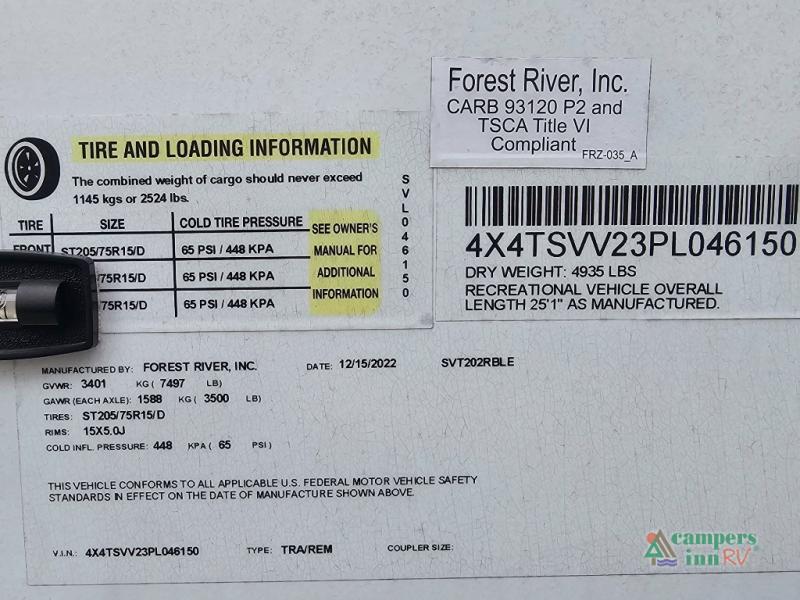 Forest River, Inc.
CARB 93120 P2 and
TSCA Title VI
Compliant
FRZ-035_A
TIRE AND LOADING INFORMATION
The combined weight of cargo should never exceed
1145 kgs or 2524 lbs.
TIRE SIZE COLD TIRE PRESSURE
FRONT ST205/75R15/D 65 PSI / 448 KPA
/75R15/D 65 PSI / 448 KPA
/75R15/D 65 PSI / 448 KPA
SEE OWNER'S
MANUAL FOR
ADDITIONAL
INFORMATION
SVL046150
4X4TSVV23PL046150
DRY WEIGHT: 4935 LBS
RECREATIONAL VEHICLE OVERALL
LENGTH 25'1" AS MANUFACTURED.
MANUFACTURED BY: FOREST RIVER, INC. DATE: 12/15/2022 SVT202RBLE
GVWR: 3401 KG ( 7497 LB)
GAWR (EACH AXLE): 1588 KG ( 3500 LB)
TIRES: ST205/75R15/D
RIMS: 15X5.0J
COLD INFL. PRESSURE: 448 KPA ( 65 PSI )
THIS VEHICLE CONFORMS TO ALL APPLICABLE U.S. FEDERAL MOTOR VEHICLE SAFETY
STANDARDS IN EFFECT ON THE DATE OF MANUFACTURE SHOWN ABOVE.
V.I.N.: 4X4TSVV23PL046150 TYPE: TRA/REM COUPLER SIZE:
campers
inn RV